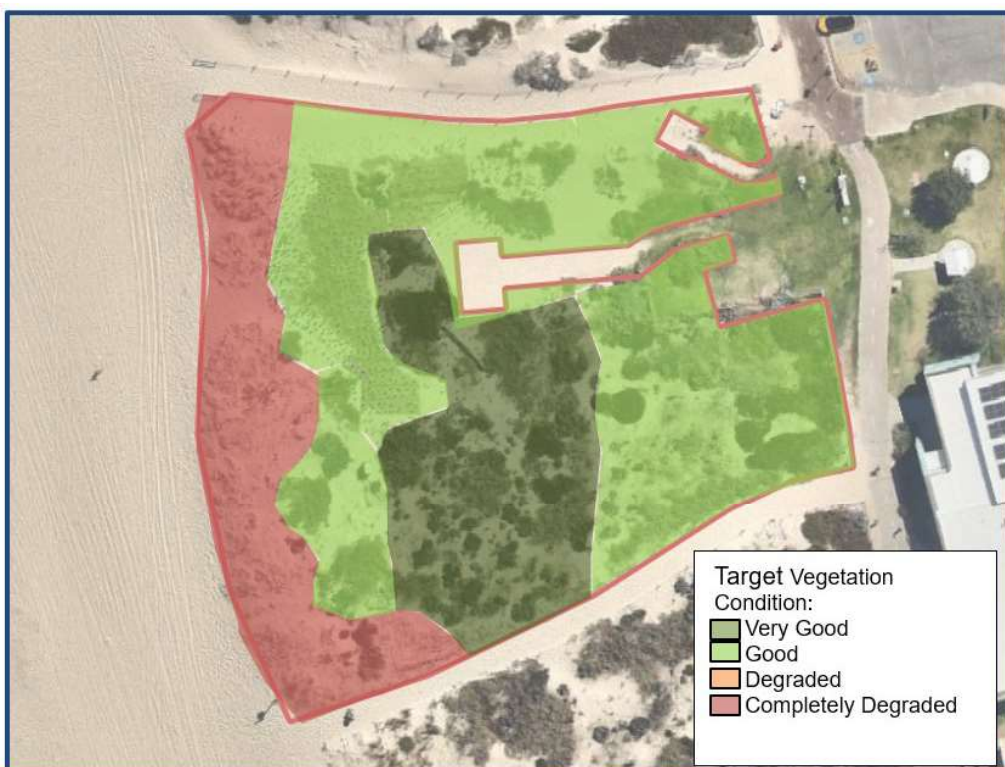 Target Vegetation
Condition:
Very Good
Good
Degraded
Completely Degraded